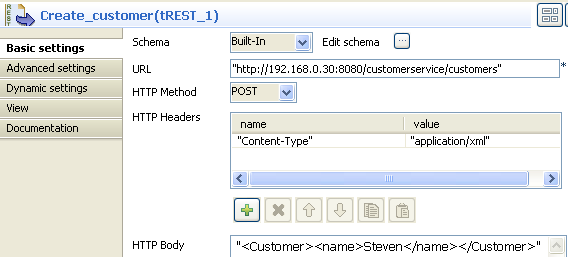 REST
Create_customer(tREST_1)
Basic settings
Advanced settings
Dynamic settings
View
Documentation
Schema Built-In Edit schema ...
URL "http://192.168.0.30:8080/customerservice/customers" *
HTTP Method POST
HTTP Headers
name value
"Content-Type" "application/xml"
HTTP Body "<Customer><name>Steven</name></Customer>"